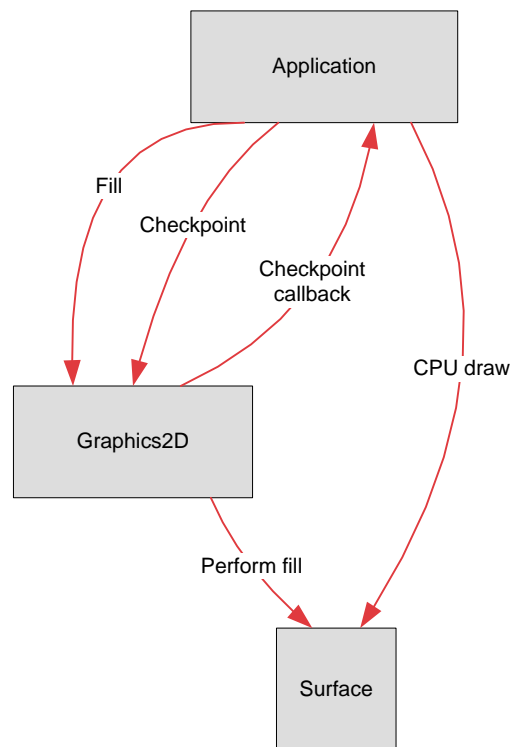 Application
Fill
Checkpoint
Checkpoint
callback
CPU draw
Graphics2D
Perform fill
Surface